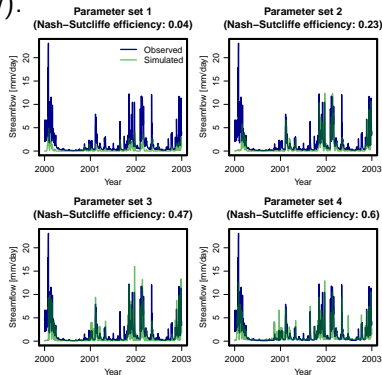 ).
Parameter set 1
(Nash−Sutcliffe efficiency: 0.04)
Streamflow [mm/day]
20
15
10
5
0
Observed
Simulated
2000 2001 2002 2003
Year
Parameter set 2
(Nash−Sutcliffe efficiency: 0.23)
Streamflow [mm/day]
20
15
10
5
0
2000 2001 2002 2003
Year
Parameter set 3
(Nash−Sutcliffe efficiency: 0.47)
Streamflow [mm/day]
20
15
10
5
0
2000 2001 2002 2003
Year
Parameter set 4
(Nash−Sutcliffe efficiency: 0.6)
Streamflow [mm/day]
20
15
10
5
0
2000 2001 2002 2003
Year